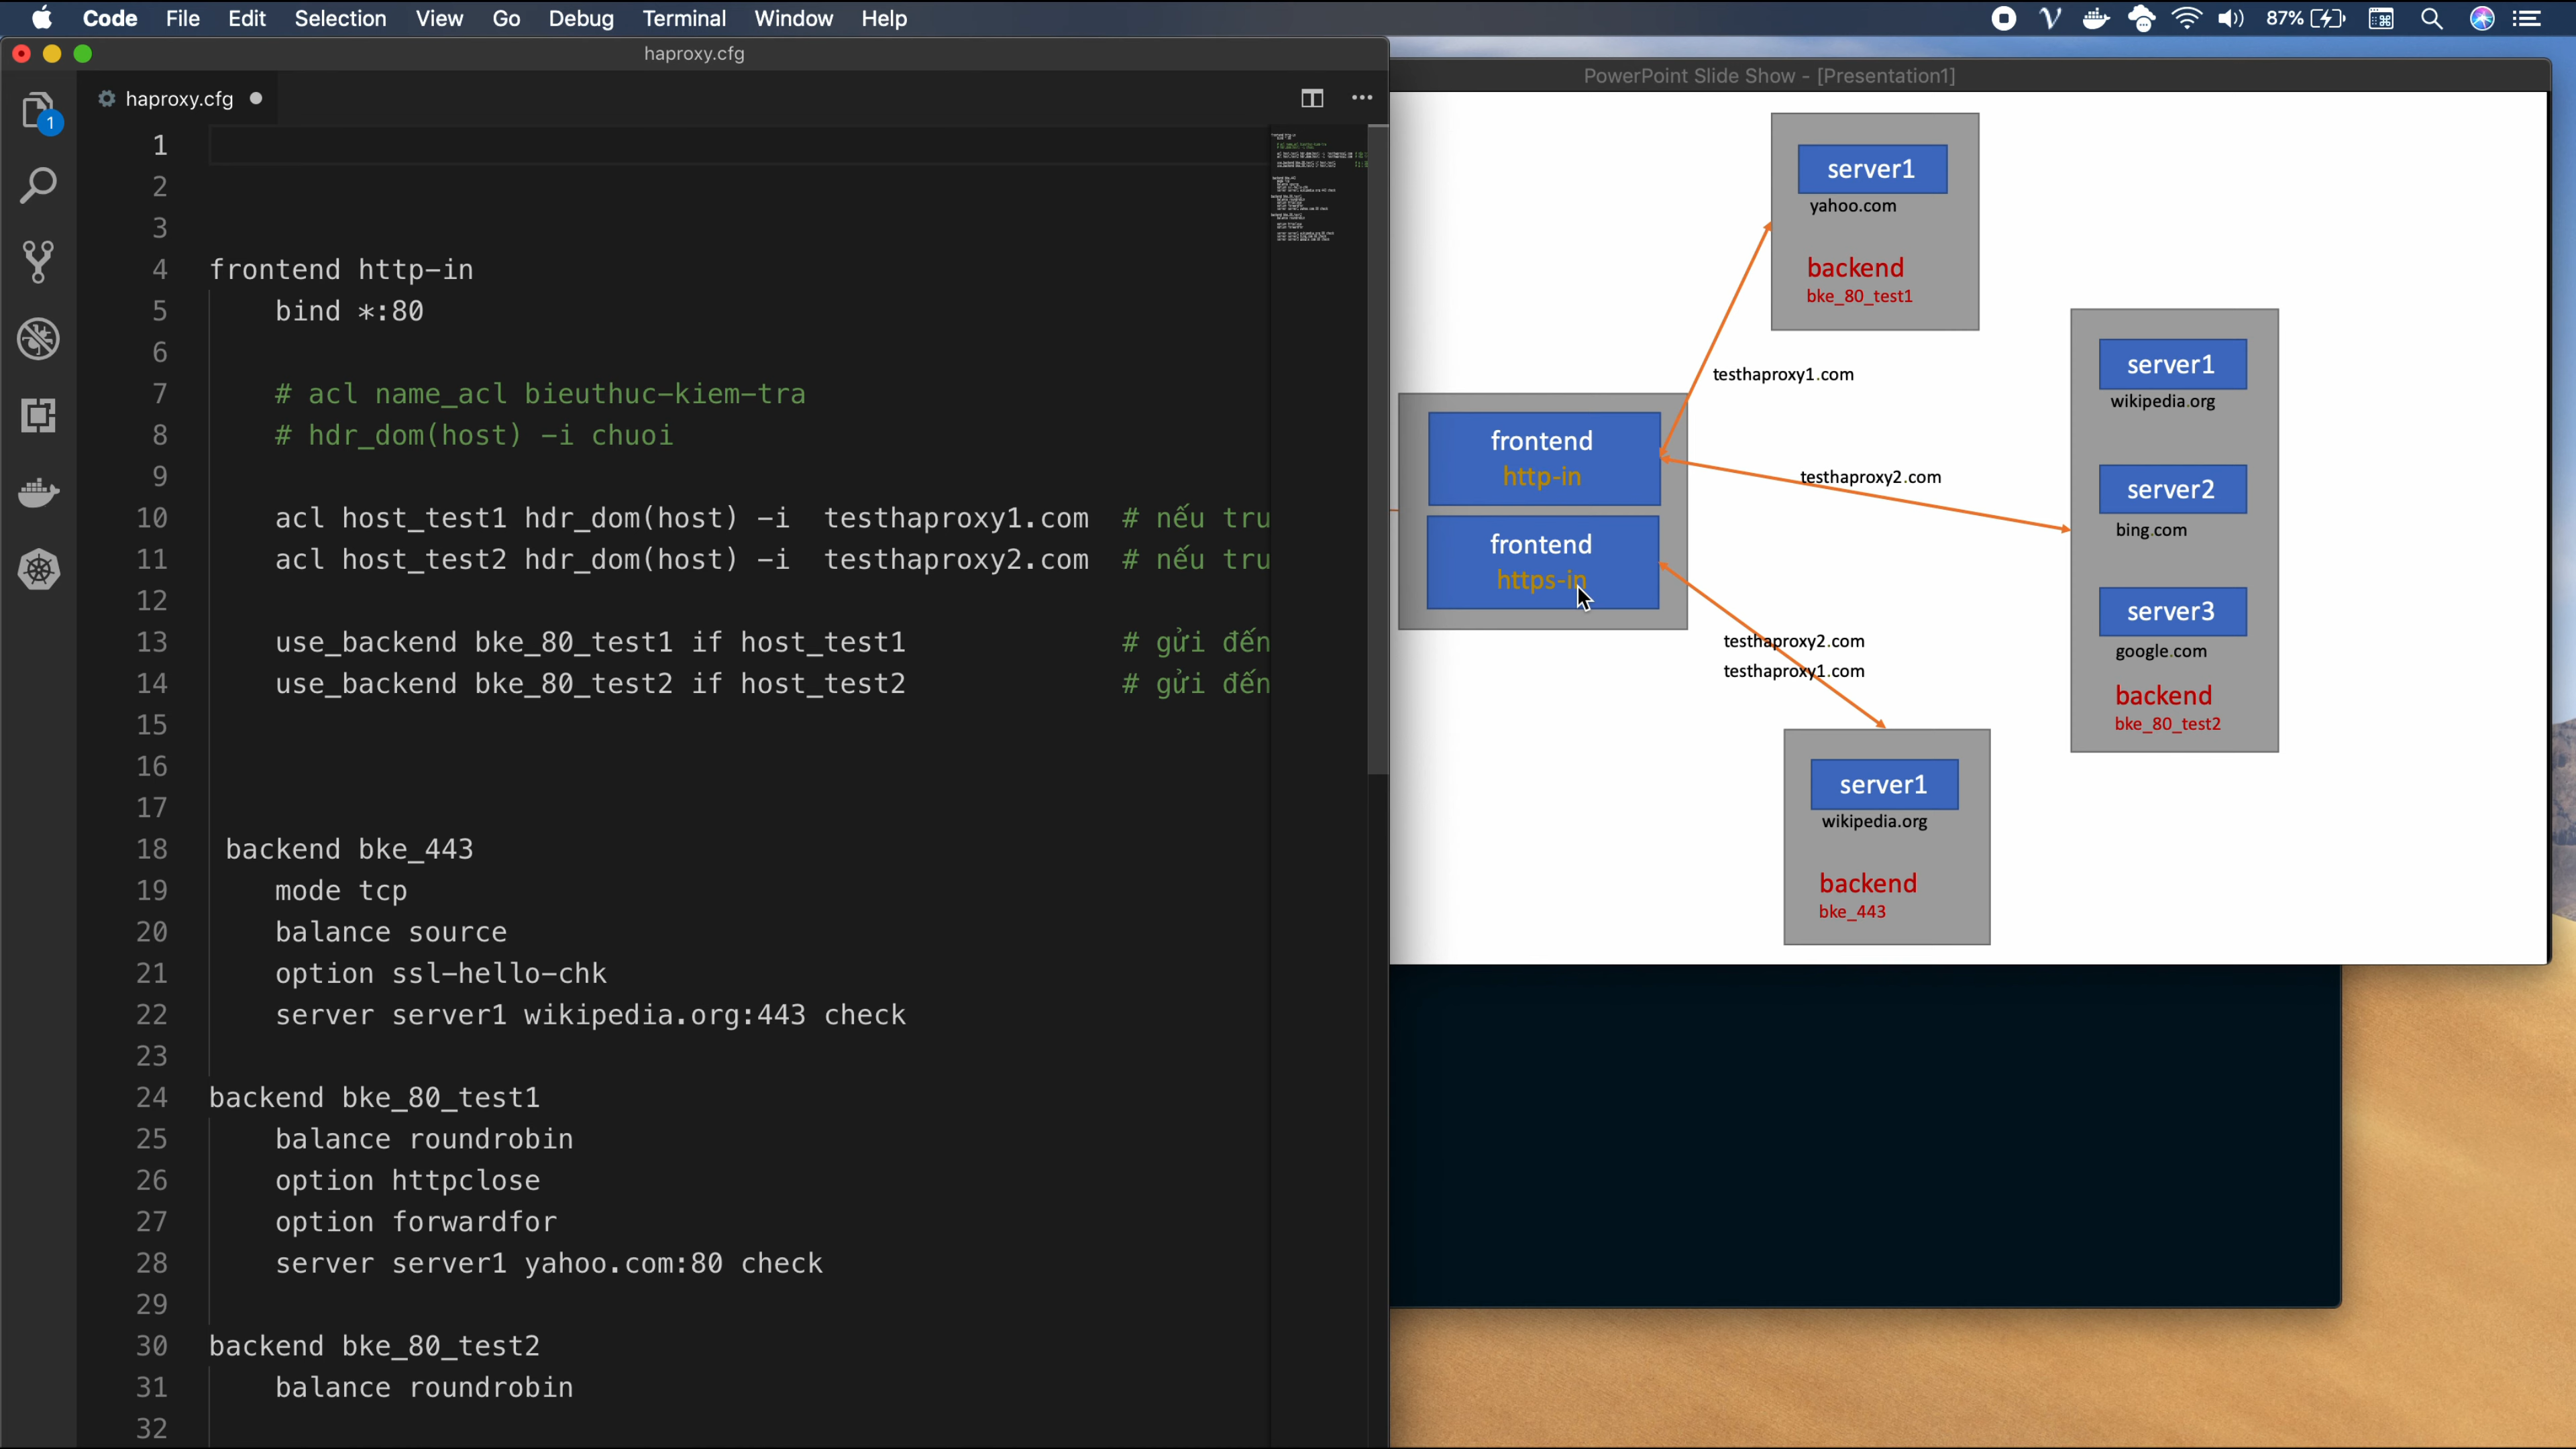 Code File Edit Selection View Go Debug Terminal Window Help
87%
haproxy.cfg
haproxy.cfg
1
1
2
3
4 frontend http-in
5 bind *:80
6
7 # acl name_acl bieuthuc-kiem-tra
8 # hdr_dom(host) -i chuoi
9
10 acl host_test1 hdr_dom(host) -i testhaproxy1.com # nếu tru
11 acl host_test2 hdr_dom(host) -i testhaproxy2.com # nếu tru
12
13 use_backend bke_80_test1 if host_test1 # gửi đến
14 use_backend bke_80_test2 if host_test2 # gửi đến
15
16
17
18 backend bke_443
19 mode tcp
20 balance source
21 option ssl-hello-chk
22 server server1 wikipedia.org:443 check
23
24 backend bke_80_test1
25 balance roundrobin
26 option httpclose
27 option forwardfor
28 server server1 yahoo.com:80 check
29
30 backend bke_80_test2
31 balance roundrobin
32
PowerPoint Slide Show - [Presentation1]
server1
yahoo.com
backend
bke_80_test1
testhaproxy1.com
frontend
http-in
testhaproxy2.com
frontend
https-in
testhaproxy2.com
testhaproxy1.com
server1
wikipedia.org
server2
bing.com
server3
google.com
backend
bke_80_test2
server1
wikipedia.org
backend
bke_443